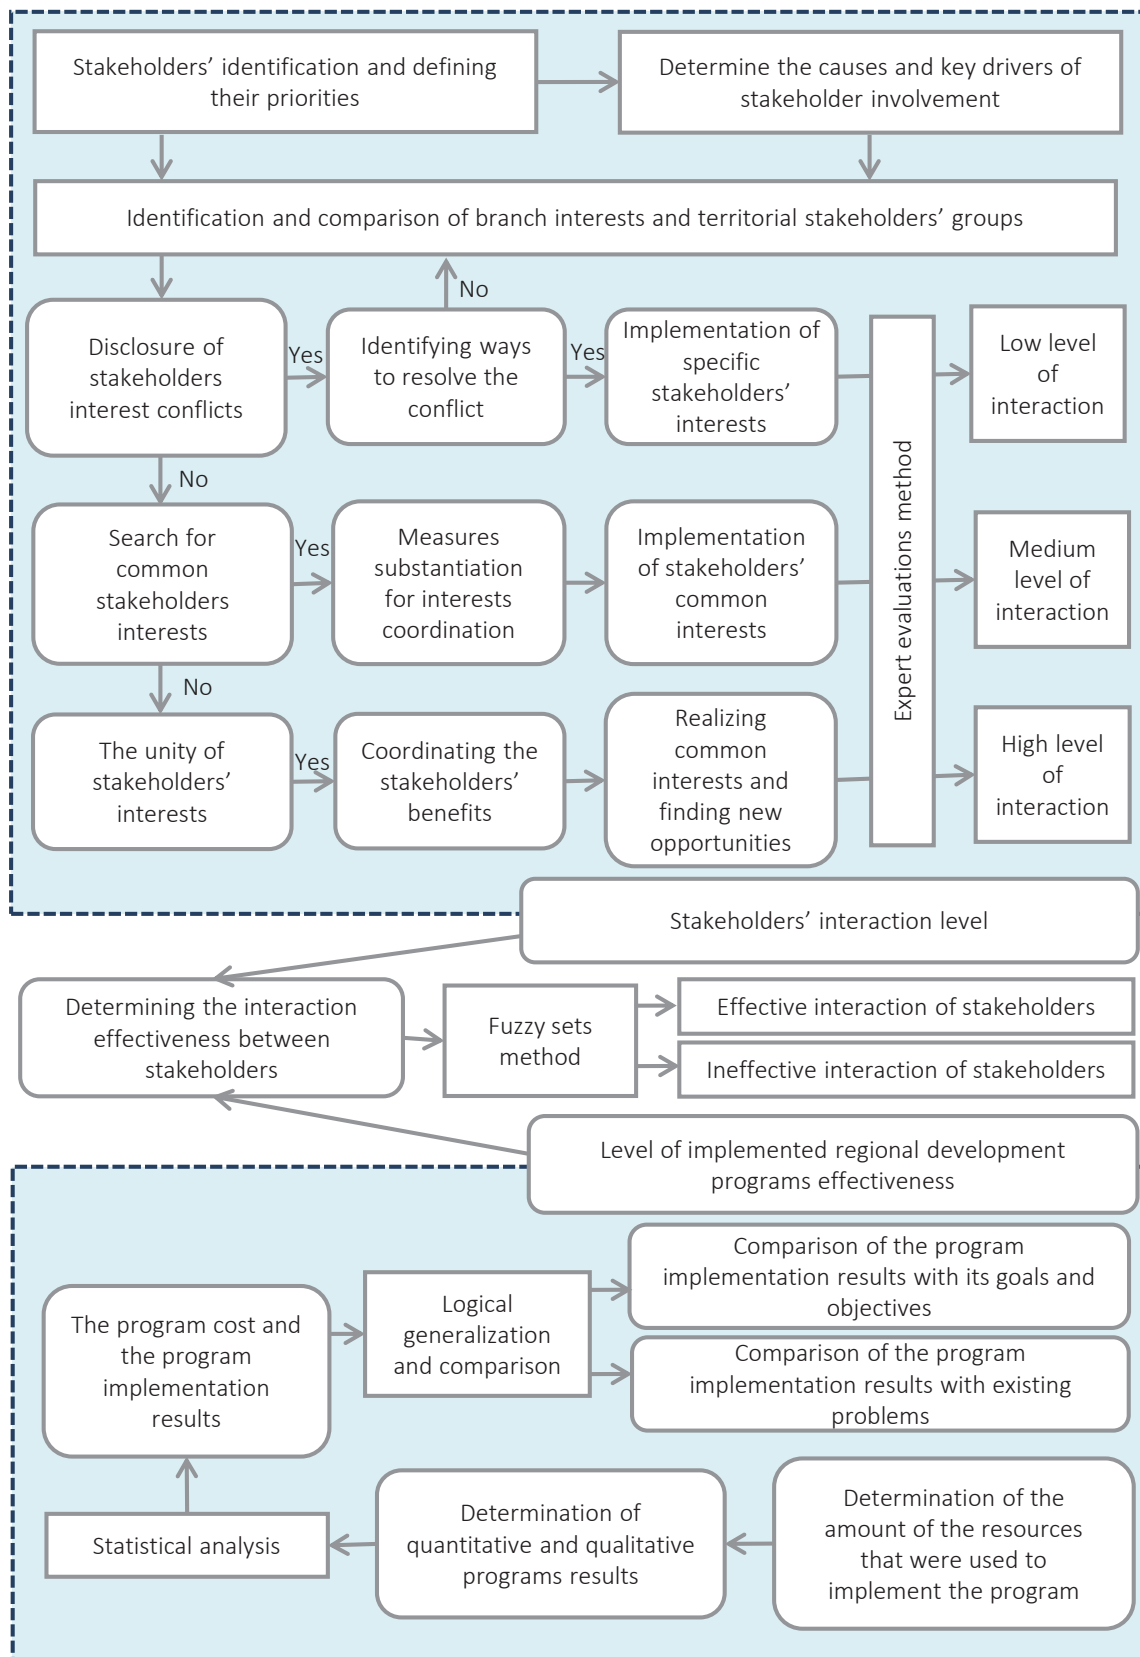 Stakeholders’ identification and defining
their priorities
Determine the causes and key drivers of
stakeholder involvement
Identification and comparison of branch interests and territorial stakeholders’ groups
No
Disclosure of
stakeholders
interest conflicts
Yes
Identifying ways
to resolve the
conflict
Yes
Implementation of
specific
stakeholders’
interests
Expert evaluations method
Low level
of
interaction
No
Search for
common
stakeholders
interests
Yes
Measures
substantiation
for interests
coordination
Implementation
of stakeholders’
common
interests
Medium
level of
interaction
No
The unity of
stakeholders’
interests
Yes
Coordinating the
stakeholders’
benefits
Realizing
common
interests and
finding new
opportunities
High level
of
interaction
Stakeholders’ interaction level
Determining the interaction
effectiveness between
stakeholders
Fuzzy sets
method
Effective interaction of stakeholders
Ineffective interaction of stakeholders
Level of implemented regional development
programs effectiveness
The program cost and
the program
implementation
results
Logical
generalization
and comparison
Comparison of the program
implementation results with its goals and
objectives
Comparison of the program
implementation results with existing
problems
Statistical analysis
Determination of
quantitative and qualitative
programs results
Determination of the
amount of the resources
that were used to
implement the program